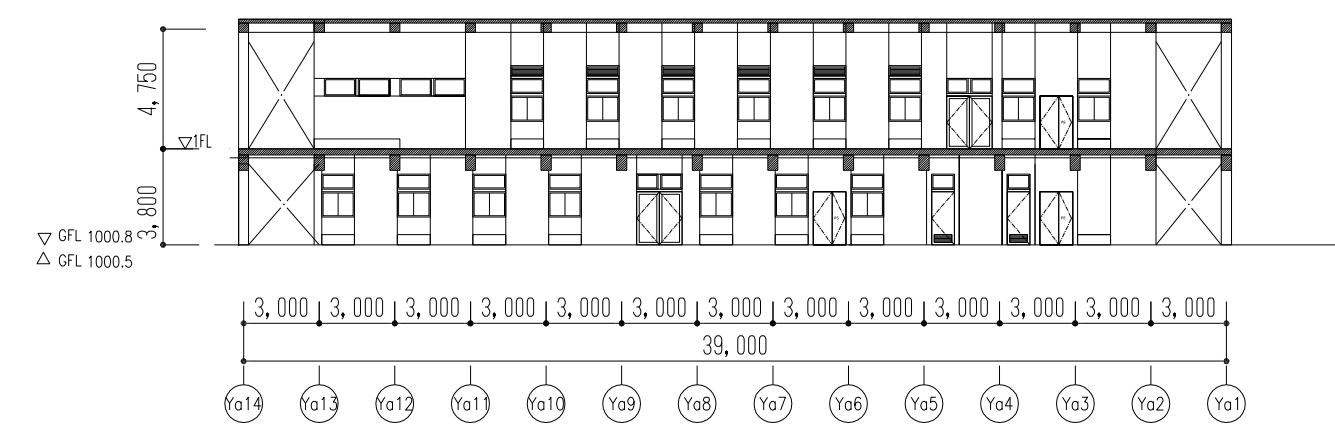 4,750
1FL
3,800
GFL 1000.8
GFL 1000.5
3,000 3,000 3,000 3,000 3,000 3,000 3,000 3,000 3,000 3,000 3,000 3,000 3,000
39,000
Ya14 Ya13 Ya12 Ya11 Ya10 Ya9 Ya8 Ya7 Ya6 Ya5 Ya4 Ya3 Ya2 Ya1